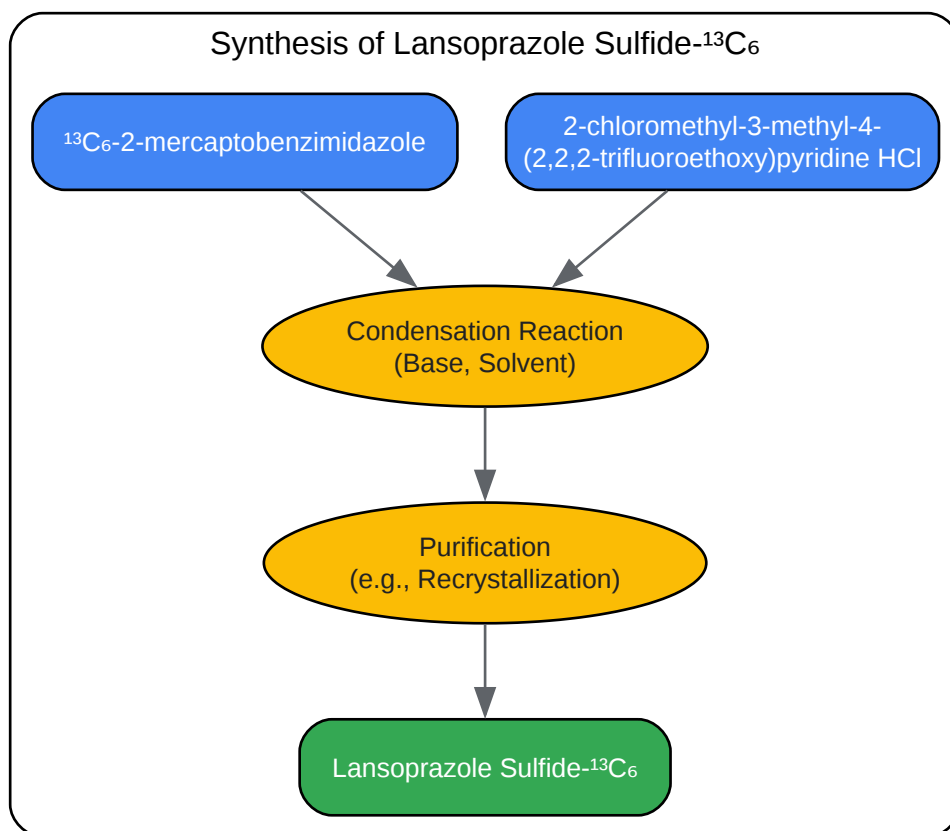 Synthesis of Lansoprazole Sulfide-¹³C₆
¹³C₆-2-mercaptobenzimidazole
2-chloromethyl-3-methyl-4-
(2,2,2-trifluoroethoxy)pyridine HCl
Condensation Reaction
(Base, Solvent)
Purification
(e.g., Recrystallization)
Lansoprazole Sulfide-¹³C₆